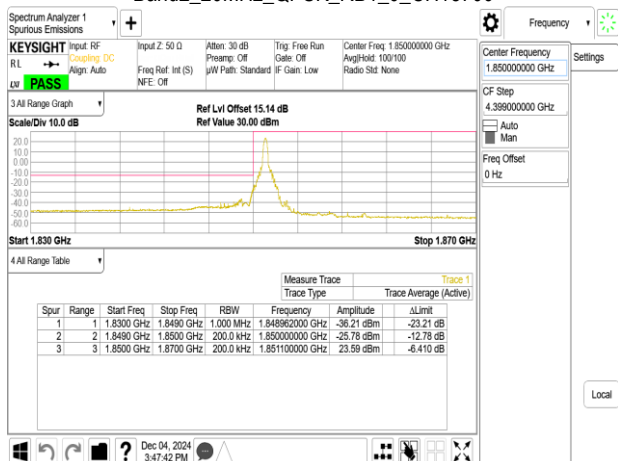 Spectrum Analyzer 1
Spurious Emissions
Frequency
KEYSIGHT Input: RF
RL
Coupling: DC
Align: Auto
LXI PASS
Input Z: 50 Ω
Freq Ref: Int (S)
NFE: Off
Atten: 30 dB
Preamp: Off
µW Path: Standard
Trig: Free Run
Gate: Off
IF Gain: Low
Center Freq: 1.850000000 GHz
Avg|Hold: 100/100
Radio Std: None
Center Frequency
1.850000000 GHz
Settings
CF Step
4.399000000 GHz
Auto
Man
Freq Offset
0 Hz
3 All Range Graph
Scale/Div 10.0 dB
Ref Lvl Offset 15.14 dB
Ref Value 30.00 dBm
20.0
10.0
0.00
-10.0
-20.0
-30.0
-40.0
-50.0
-60.0
Start 1.830 GHz
Stop 1.870 GHz
4 All Range Table
Measure Trace Trace 1
Trace Type Trace Average (Active)
Spur Range Start Freq Stop Freq RBW Frequency Amplitude ΔLimit
1 1 1.8300 GHz 1.8490 GHz 1.000 MHz 1.848962000 GHz -36.21 dBm -23.21 dB
2 2 1.8490 GHz 1.8500 GHz 200.0 kHz 1.850000000 GHz -25.78 dBm -12.78 dB
3 3 1.8500 GHz 1.8700 GHz 200.0 kHz 1.851100000 GHz 23.59 dBm -6.410 dB
Local
Dec 04, 2024
3:47:42 PM